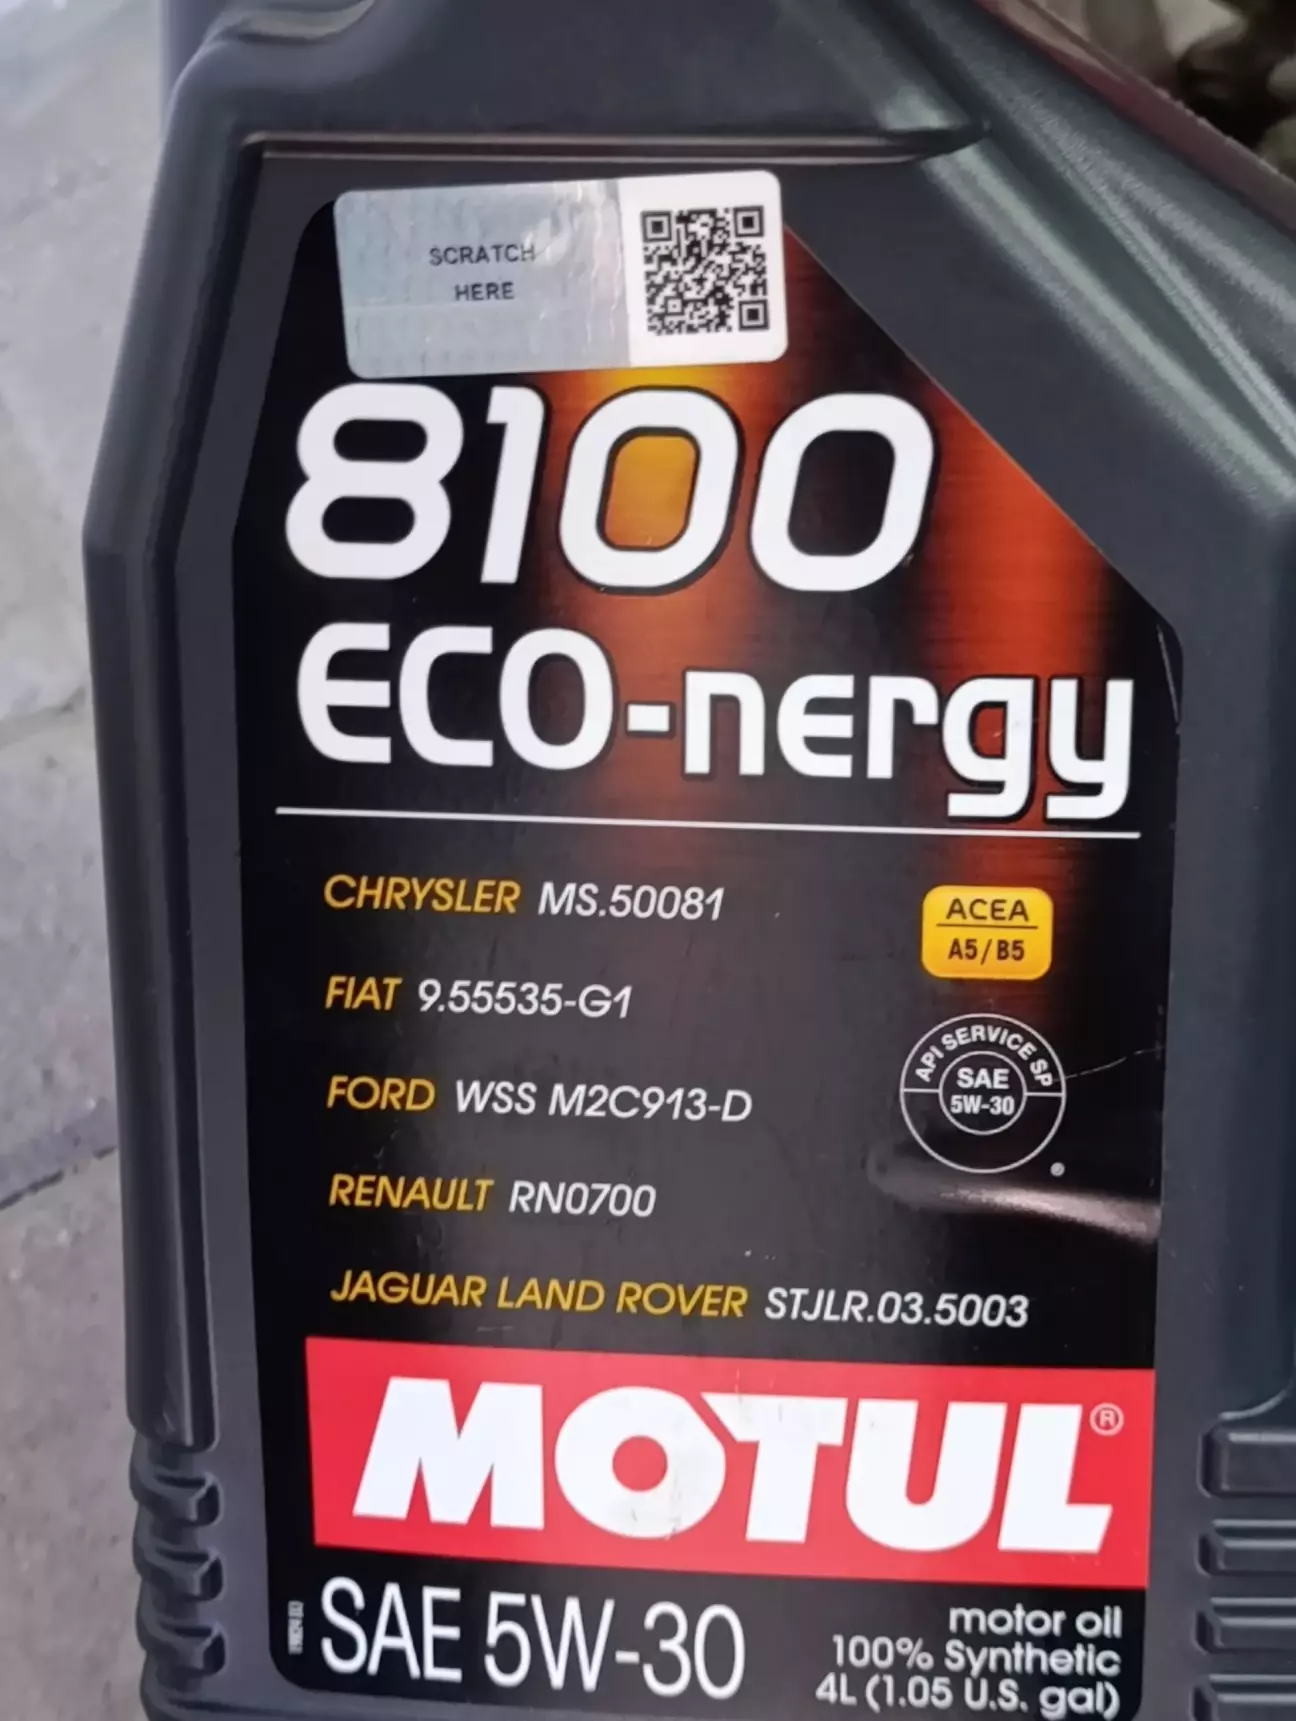 SCRATCH
HERE
8100
ECO-nergy
CHRYSLER MS.50081
ACEA
A5/B5
FIAT 9.55535-G1
API SERVICE SP
SAE
5W-30
FORD WSS M2C913-D
RENAULT RN0700
JAGUAR LAND ROVER STJLR.03.5003
MOTUL®
SAE 5W-30
motor oil
100% Synthetic
4L (1.05 U.S. gal)